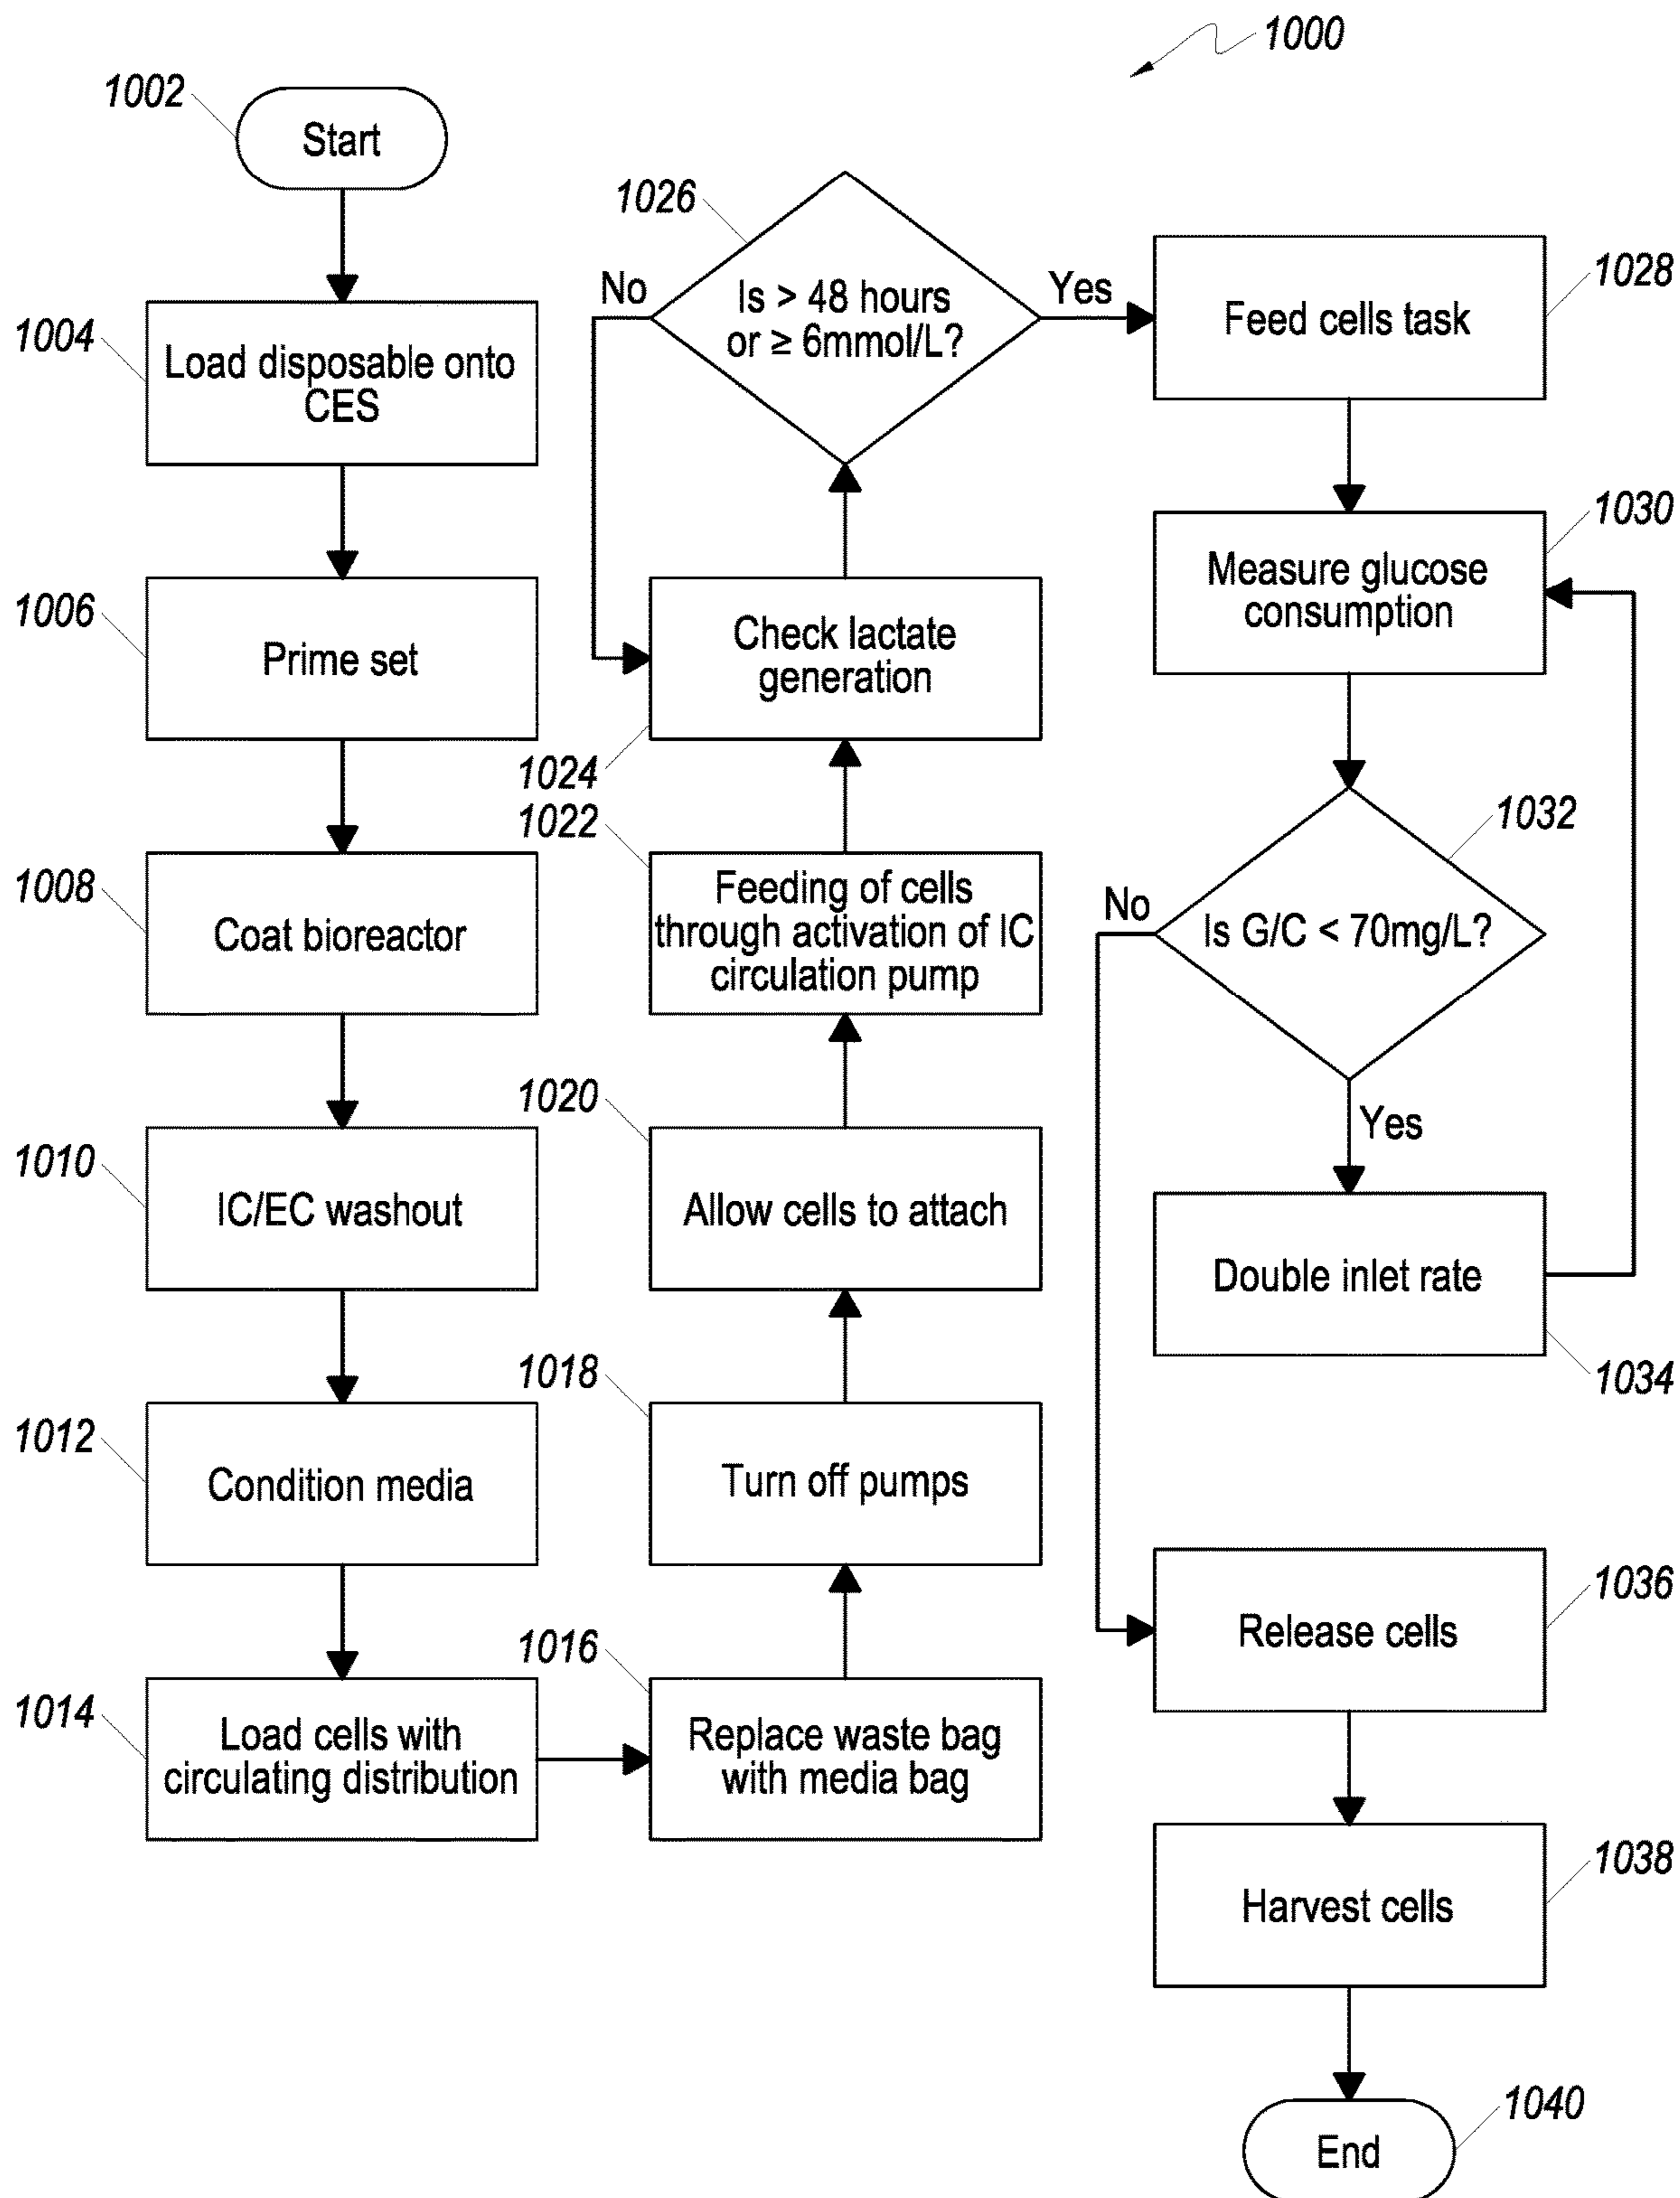 1000
1002
Start
1004
Load disposable onto
CES
1006
Prime set
1008
Coat bioreactor
1010
IC/EC washout
1012
Condition media
1014
Load cells with
circulating distribution
1016
Replace waste bag
with media bag
1018
Turn off pumps
1020
Allow cells to attach
1022
Feeding of cells
through activation of IC
circulation pump
1024
Check lactate
generation
1026
Is > 48 hours
or ≥ 6mmol/L?
No
Yes
1028
Feed cells task
1030
Measure glucose
consumption
1032
Is G/C < 70mg/L?
No
Yes
Double inlet rate
1034
1036
Release cells
1038
Harvest cells
1040
End